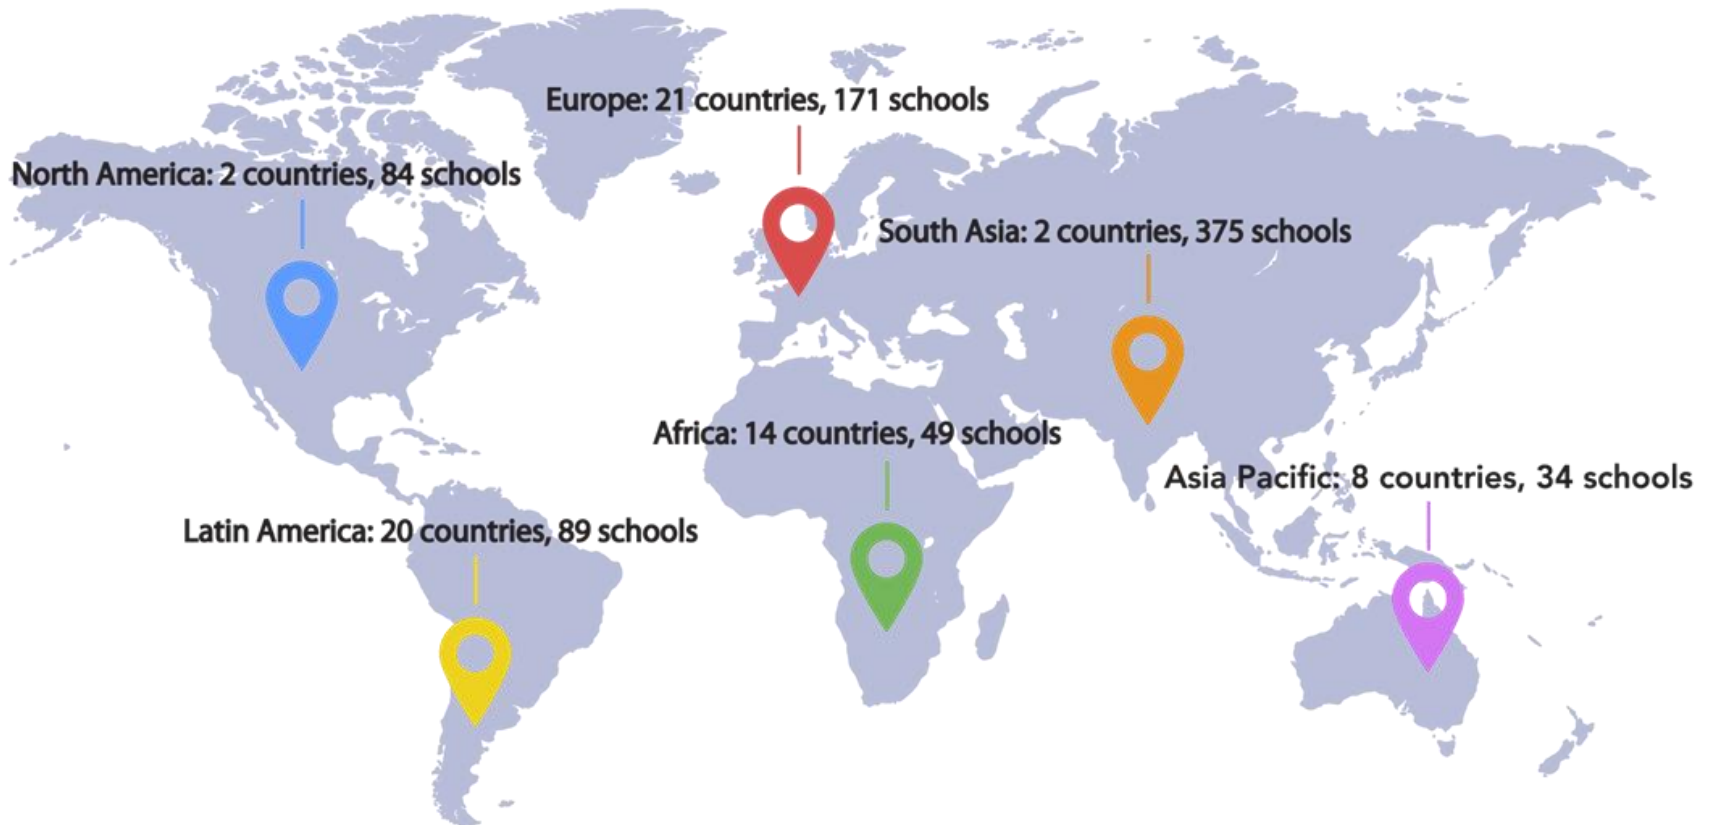 Europe: 21 countries, 171 schools
North America: 2 countries, 84 schools
South Asia: 2 countries, 375 schools
Africa: 14 countries, 49 schools
Asia Pacific: 8 countries, 34 schools
Latin America: 20 countries, 89 schools